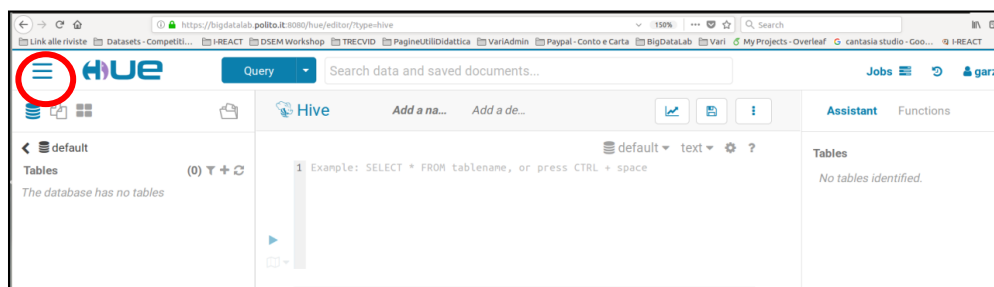 https://bigdatalab.polito.it:8080/hue/editor/?type=hive 150% Search
Link alle riviste Datasets - Competiti... I-REACT DSEM Workshop TRECVID PagineUtiliDidattica VariAdmin Paypal - Conto e Carta BigDataLab Vari My Projects - Overleaf cantasia studio - Goo... I-REACT
HUE Query Search data and saved documents... Jobs garz
Hive Add a na... Add a de... Assistant Functions
default default text ?
Tables (0) Tables
1 Example: SELECT * FROM tablename, or press CTRL + space
The database has no tables No tables identified.